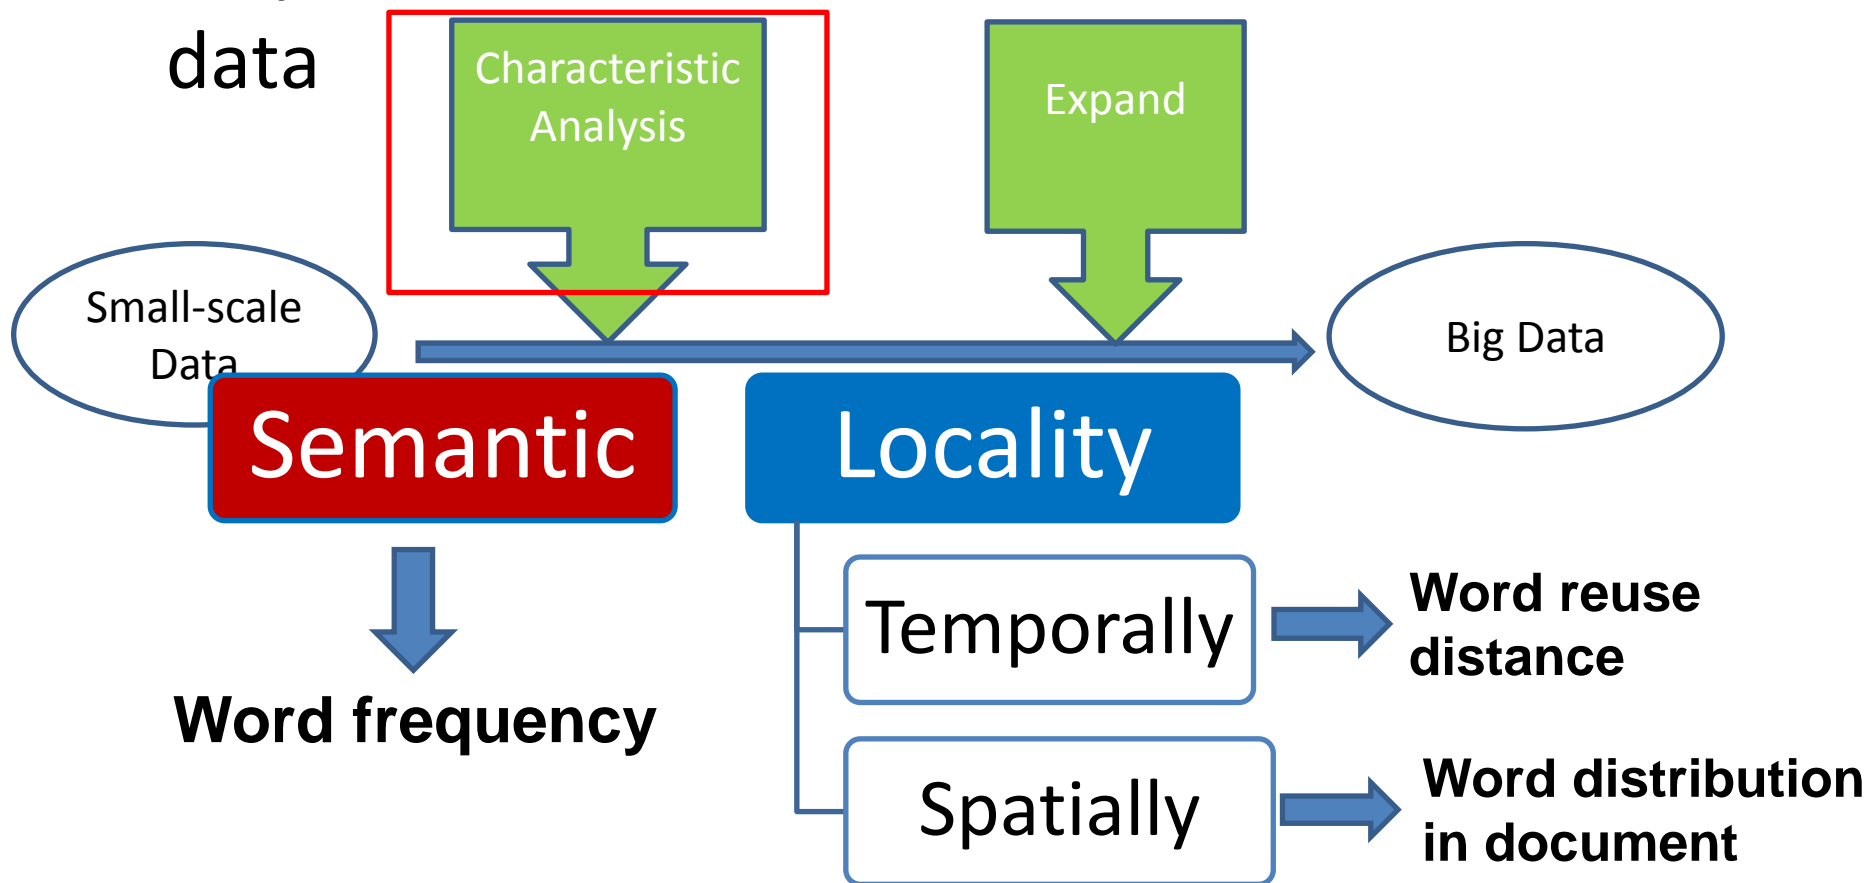 data
Characteristic
Analysis
Expand
Small-scale
Data
Big Data
Semantic
Locality
Temporally
Word reuse
distance
Word frequency
Spatially
Word distribution
in document